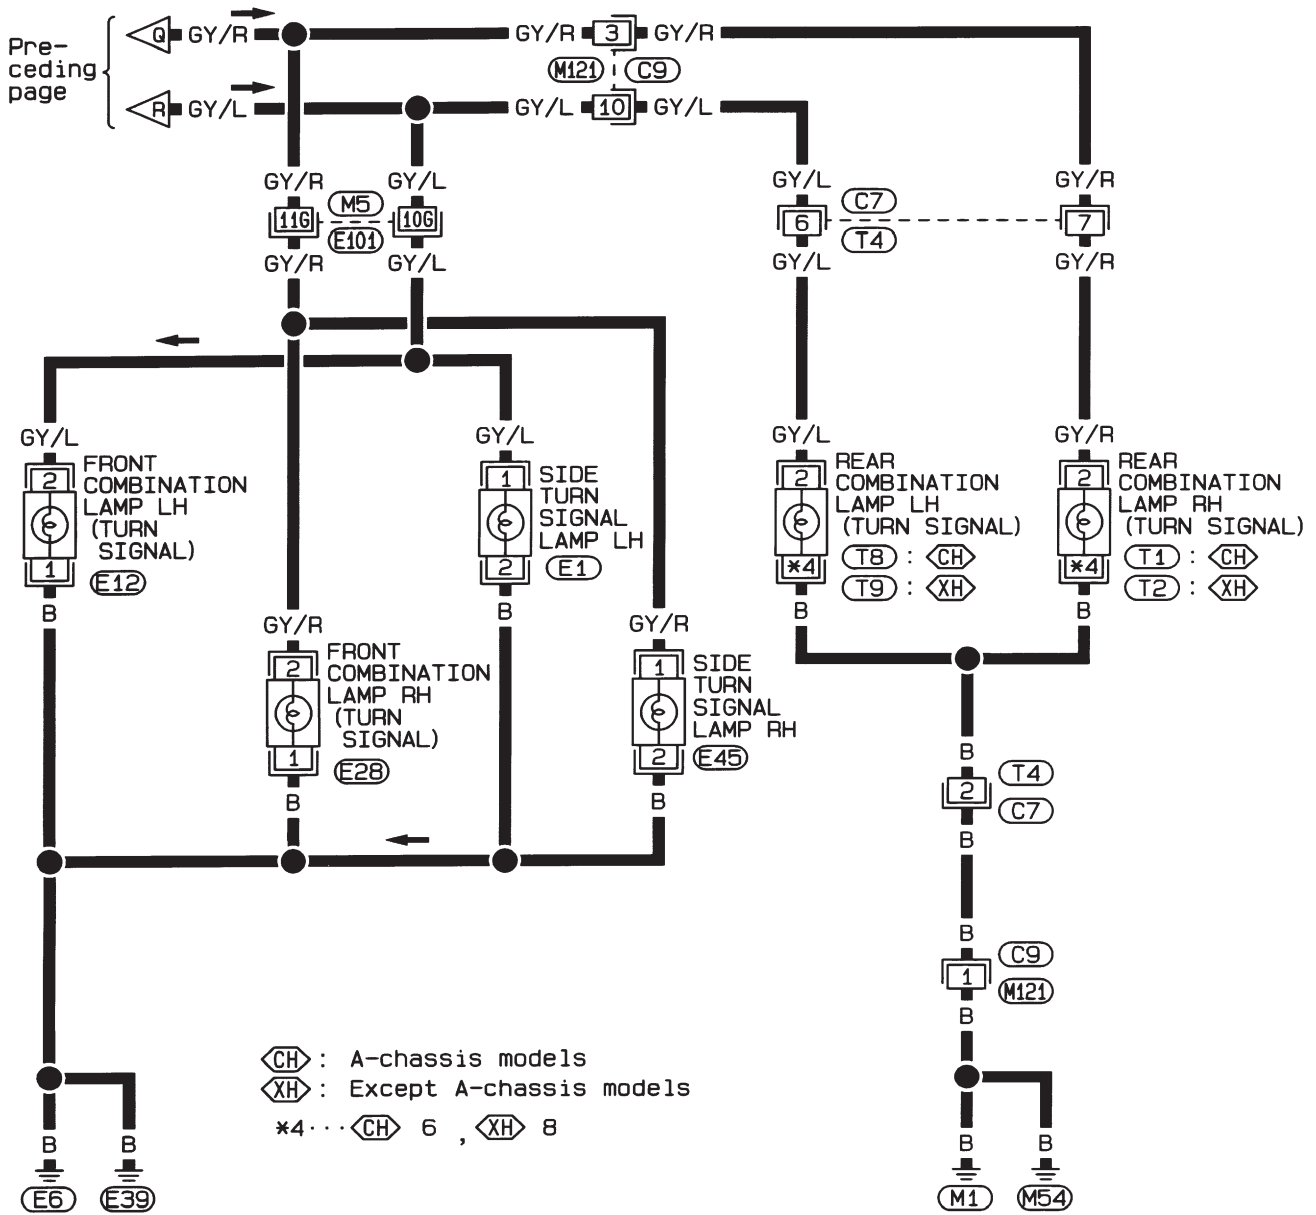 Pre-
ceding
page
Q GY/R
GY/R 3 GY/R
M121 C9
R GY/L
GY/L 10 GY/L
GY/R GY/L
11G M5 10G
E101
GY/R GY/L
GY/L GY/R
6 C7 7
T4
GY/L GY/R
GY/L
2
FRONT
COMBINATION
LAMP LH
(TURN
SIGNAL)
1
E12
B
GY/L
1
SIDE
TURN
SIGNAL
LAMP LH
2
E1
B
GY/L
2
REAR
COMBINATION
LAMP LH
(TURN SIGNAL)
*4
T8 : CH
T9 : XH
B
GY/R
2
REAR
COMBINATION
LAMP RH
(TURN SIGNAL)
*4
T1 : CH
T2 : XH
B
GY/R
2
FRONT
COMBINATION
LAMP RH
(TURN
SIGNAL)
1
E28
B
GY/R
1
SIDE
TURN
SIGNAL
LAMP RH
2
E45
B
B
2
T4
C7
B
B
1
C9
M121
B
CH : A-chassis models
XH : Except A-chassis models
*4··· CH 6 , XH 8
B B
E6 E39
B B
M1 M54